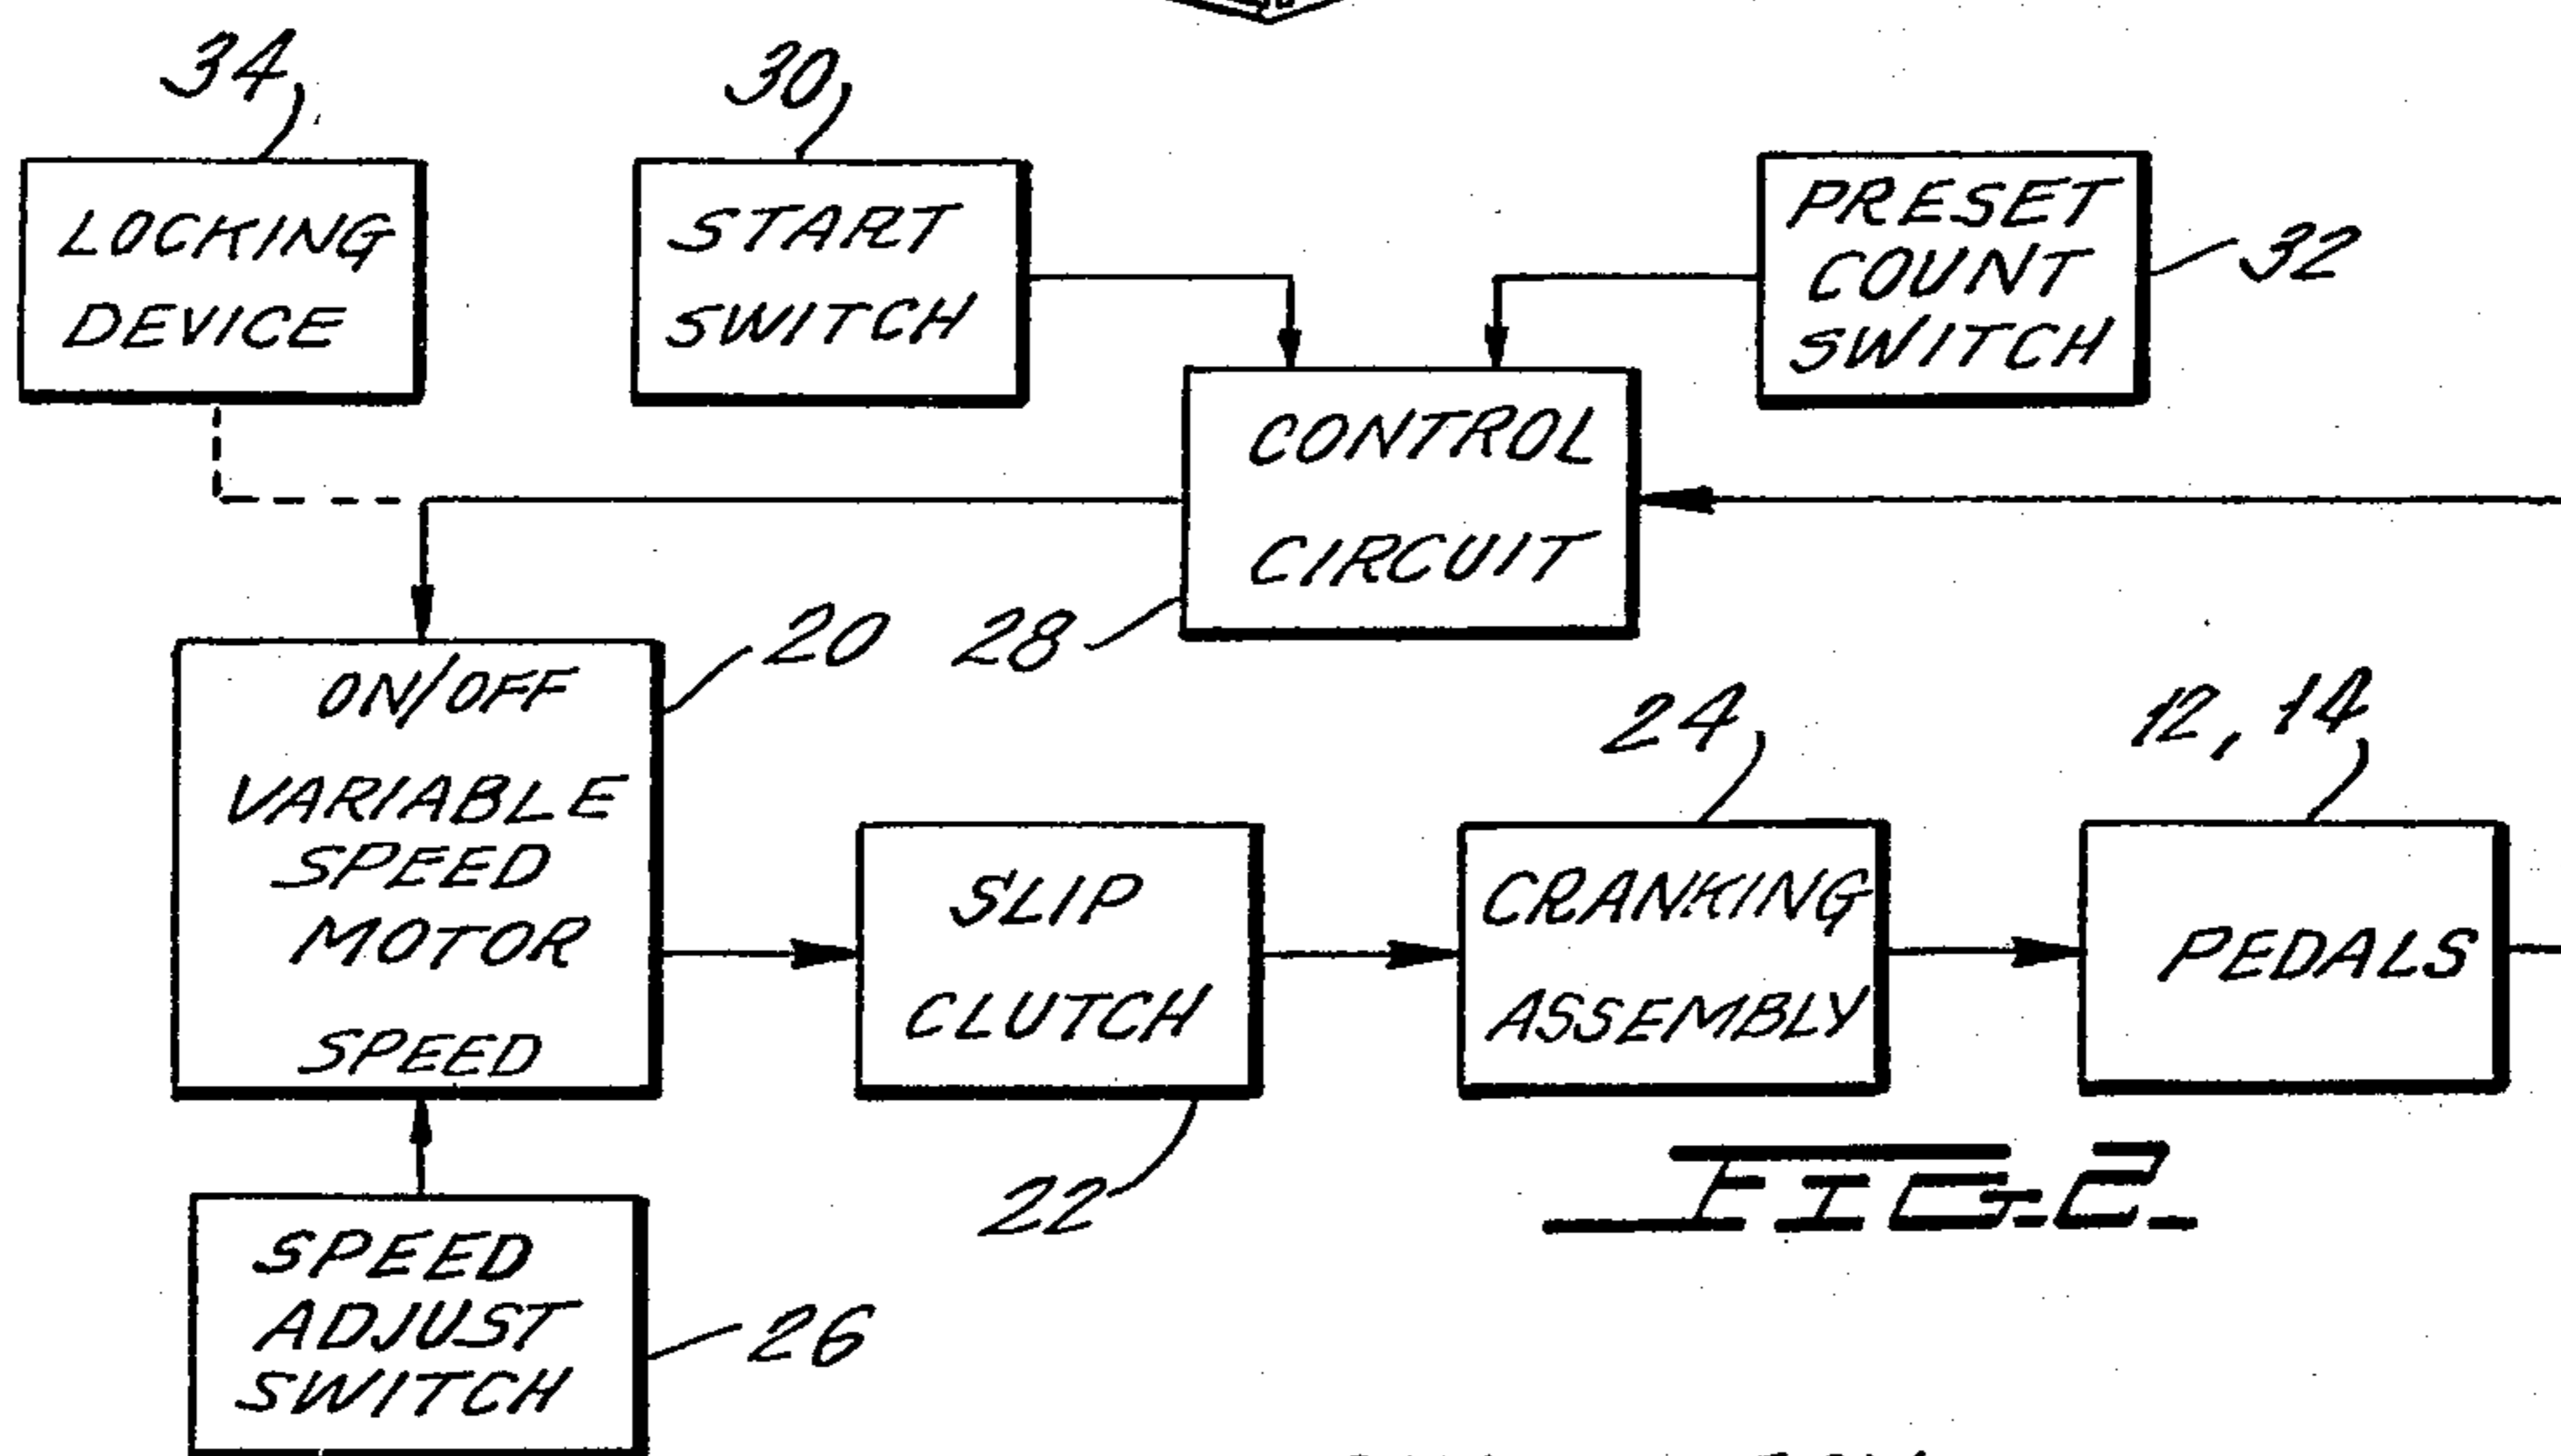 34
30
LOCKING
DEVICE
START
SWITCH
PRESET
COUNT
SWITCH
32
CONTROL
CIRCUIT
28
ON/OFF
VARIABLE
SPEED
MOTOR
SPEED
20
24
12, 14
SLIP
CLUTCH
22
CRANKING
ASSEMBLY
PEDALS
SPEED
ADJUST
SWITCH
26
FIG-2-